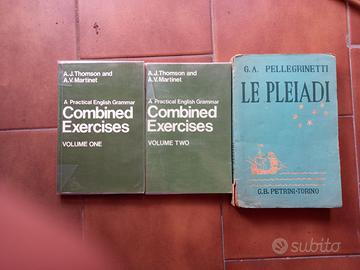 A.J.Thomson and
A.V.Martinet
A Practical English Grammar
Combined
Exercises
VOLUME ONE
A.J.Thomson and
A.V.Martinet
A Practical English Grammar
Combined
Exercises
VOLUME TWO
G. A. PELLEGRINETTI
LE PLEIADI
G.B. PETRINI-TORINO
subito